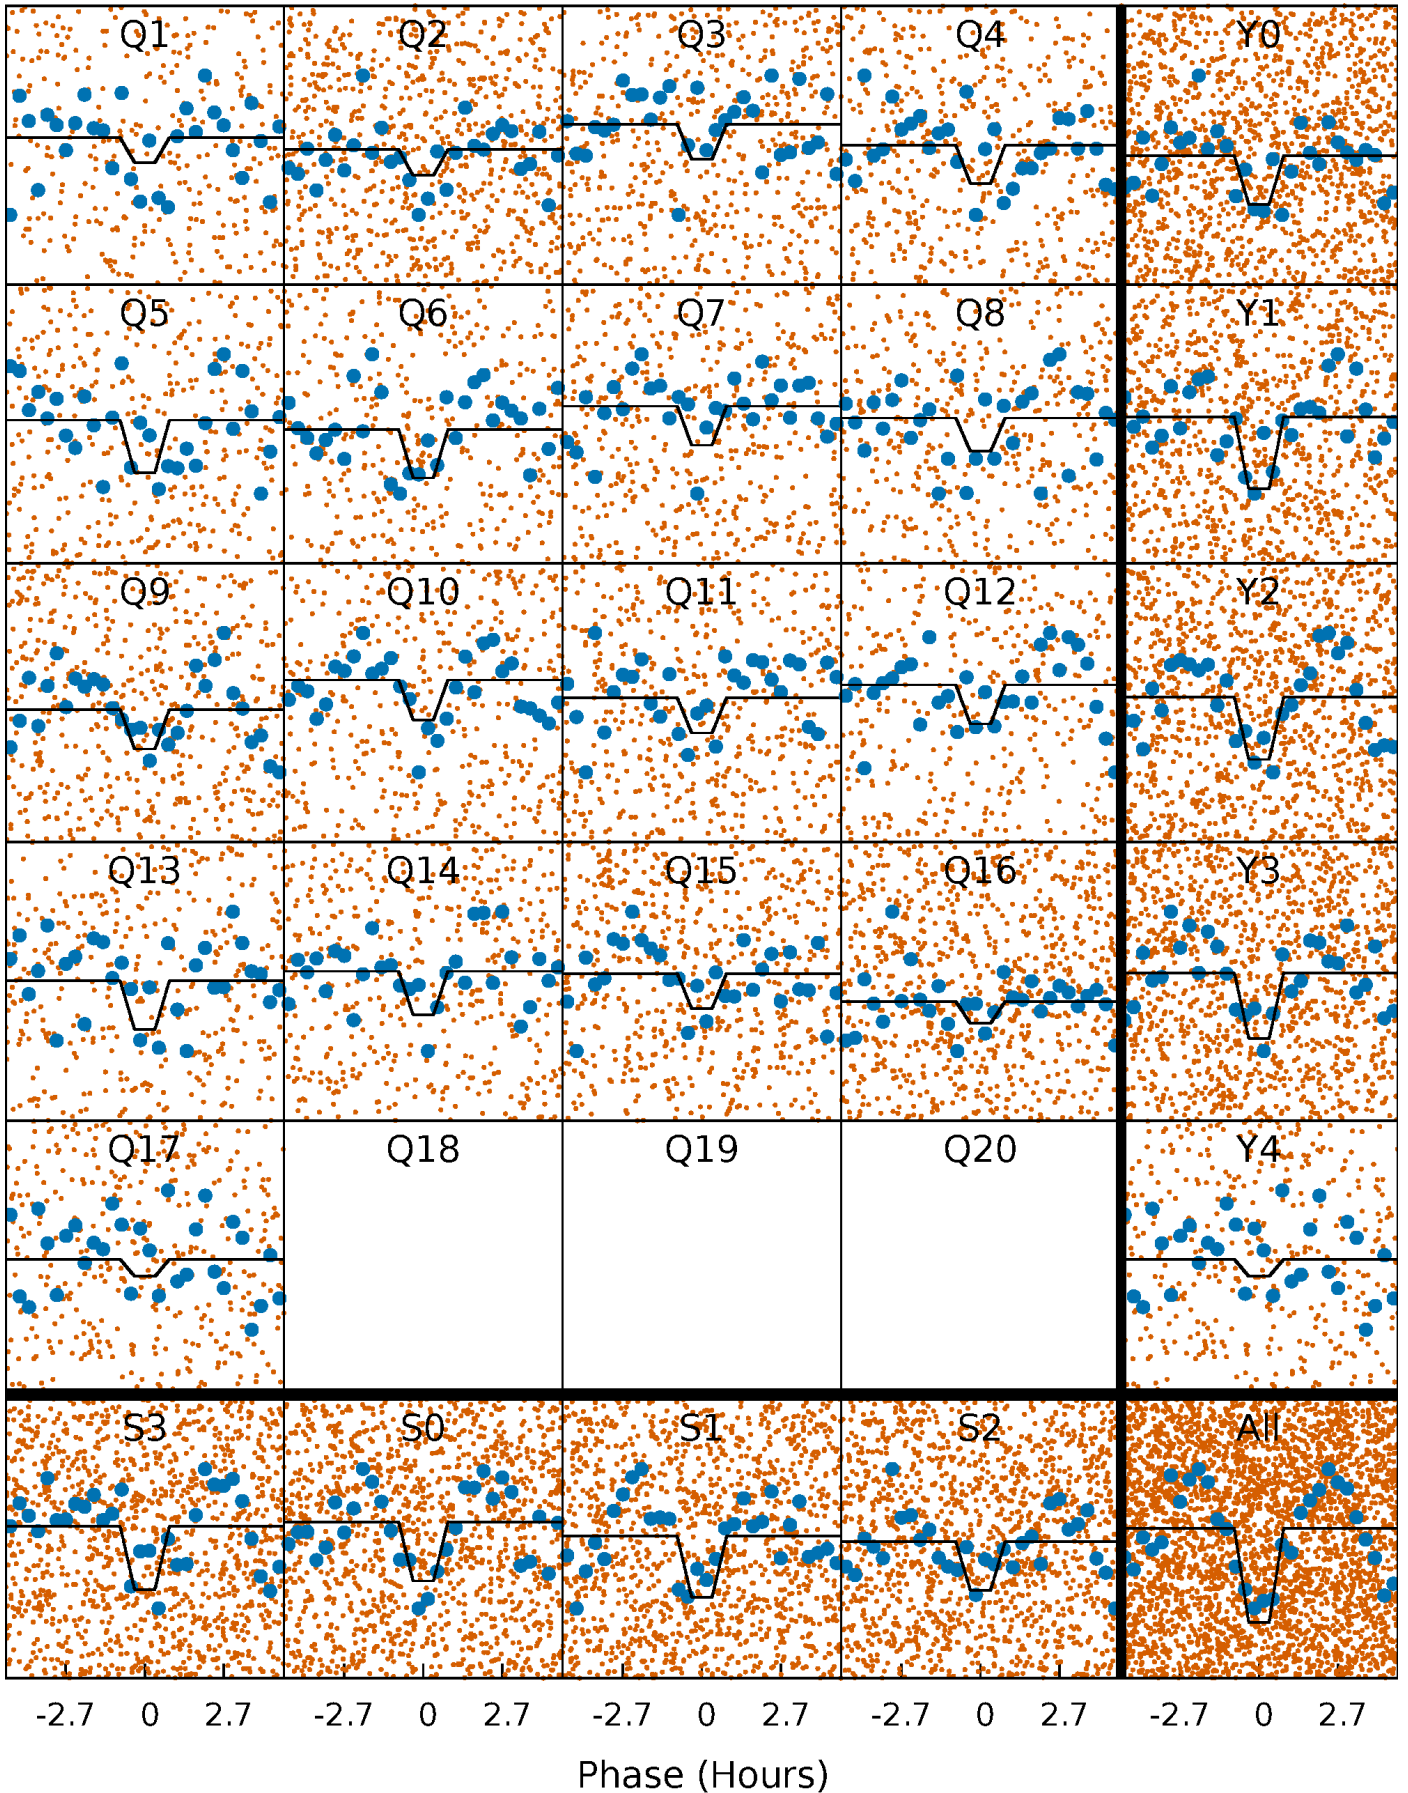 Q1 Q2 Q3 Q4 Y0
Q5 Q6 Q7 Q8 Y1
Q9 Q10 Q11 Q12 Y2
Q13 Q14 Q15 Q16 Y3
Q17 Q18 Q19 Q20 Y4
S3 S0 S1 S2 All
-2.7 0 2.7 -2.7 0 2.7 -2.7 0 2.7 -2.7 0 2.7 -2.7 0 2.7
Phase (Hours)